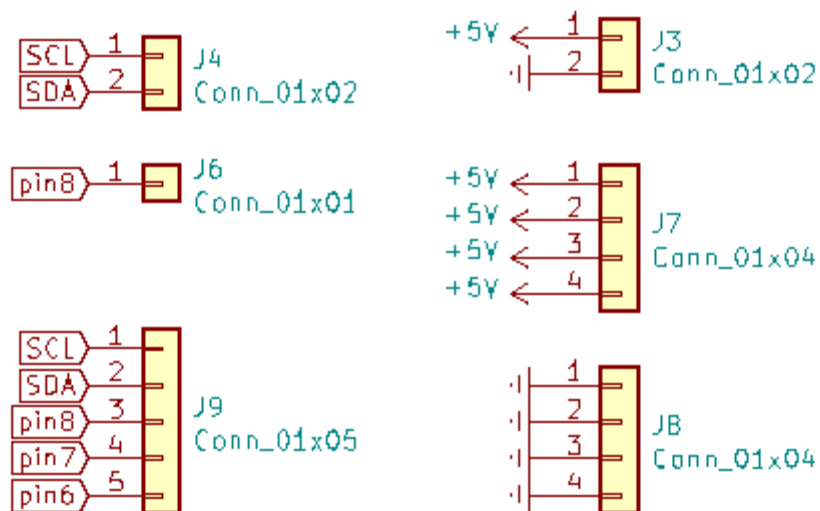 SCL 1 J4
SDA 2 Conn_01x02
pin8 1 J6
Conn_01x01
SCL 1
SDA 2
pin8 3 J9
pin7 4 Conn_01x05
pin6 5
+5V 1 J3
2 Conn_01x02
+5V 1
+5V 2 J7
+5V 3 Conn_01x04
+5V 4
1
2 J8
3 Conn_01x04
4